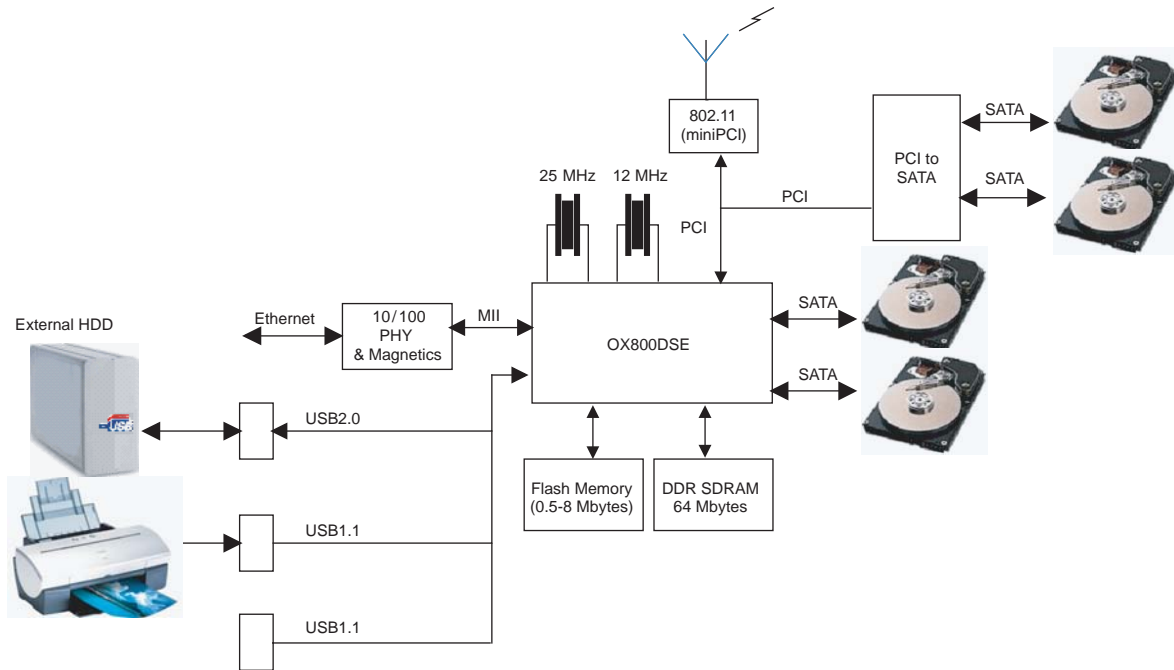 802.11
(miniPCI)
SATA
PCI to
SATA
SATA
25 MHz
12 MHz
PCI
PCI
External HDD
Ethernet
10/100
PHY
& Magnetics
MII
OX800DSE
SATA
SATA
USB
USB2.0
Flash Memory
(0.5-8 Mbytes)
DDR SDRAM
64 Mbytes
USB1.1
USB1.1